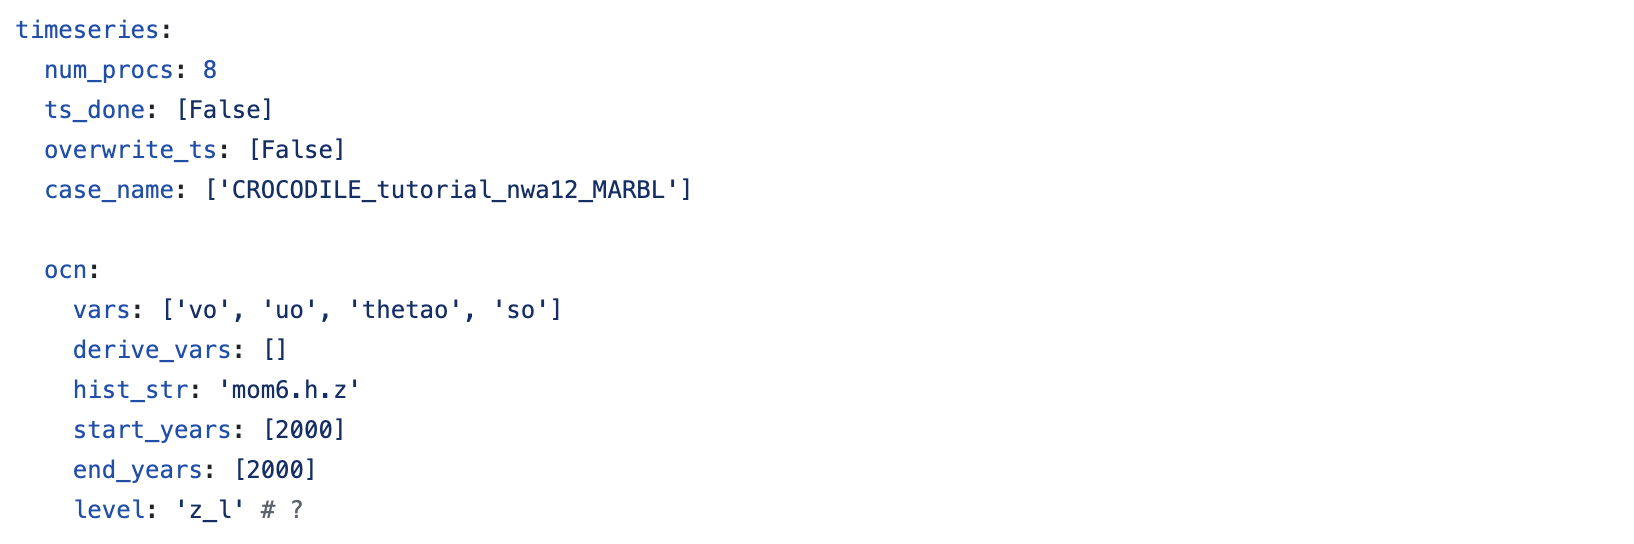 timeseries:
  num_procs: 8
  ts_done: [False]
  overwrite_ts: [False]
  case_name: ['CROCODILE_tutorial_nwa12_MARBL']

  ocn:
    vars: ['vo', 'uo', 'thetao', 'so']
    derive_vars: []
    hist_str: 'mom6.h.z'
    start_years: [2000]
    end_years: [2000]
    level: 'z_l' # ?